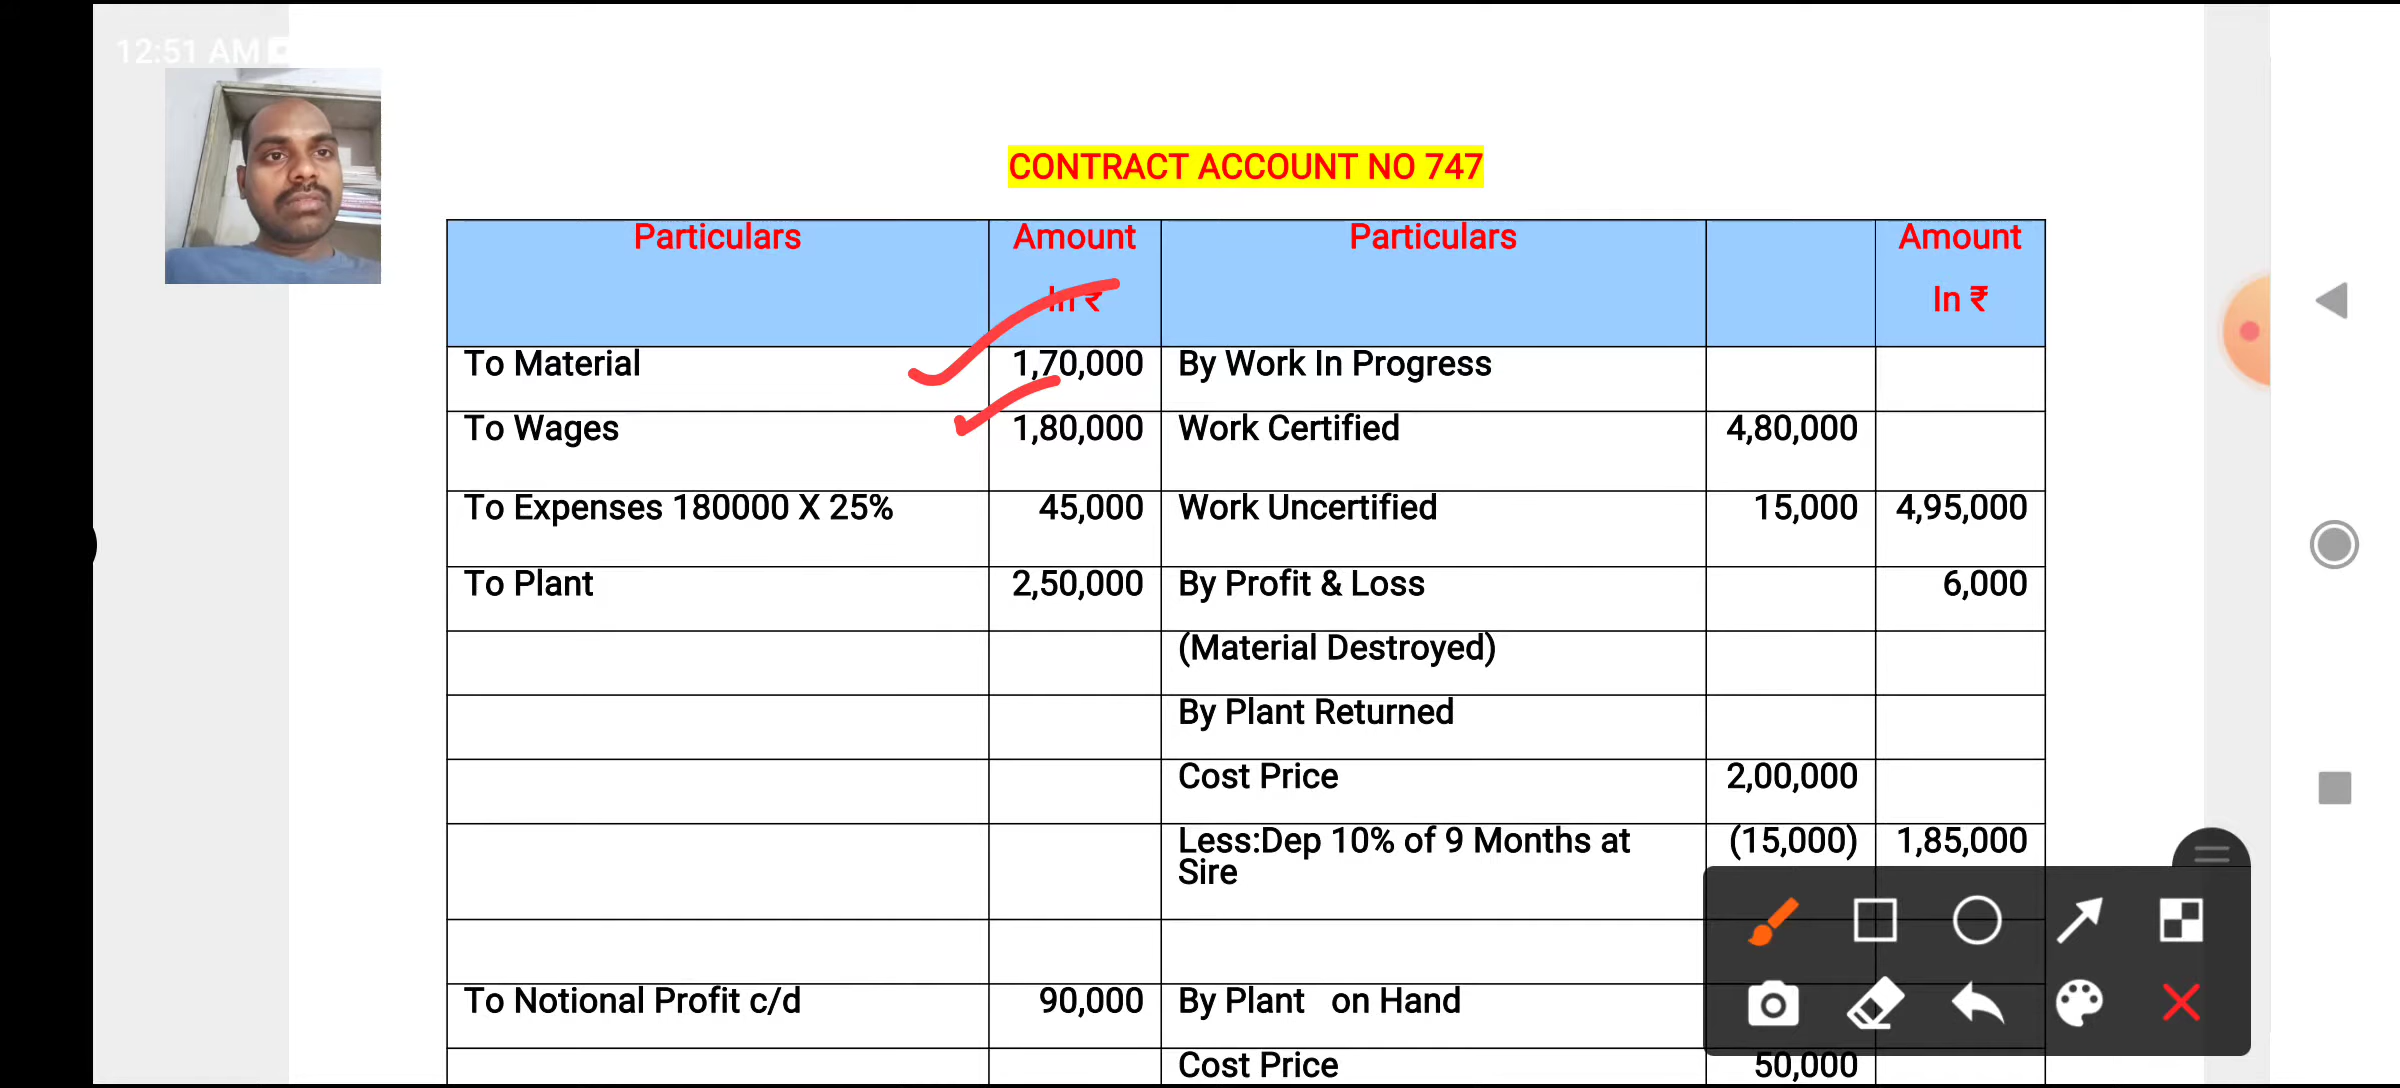 12:51 AM
CONTRACT ACCOUNT NO 747
Particulars Amount Particulars Amount
In ₹ In ₹
To Material 1,70,000 By Work In Progress
To Wages 1,80,000 Work Certified 4,80,000
To Expenses 180000 X 25% 45,000 Work Uncertified 15,000 4,95,000
To Plant 2,50,000 By Profit & Loss 6,000
(Material Destroyed)
By Plant Returned
Cost Price 2,00,000
Less:Dep 10% of 9 Months at (15,000) 1,85,000
Sire
To Notional Profit c/d 90,000 By Plant on Hand
Cost Price 50,000